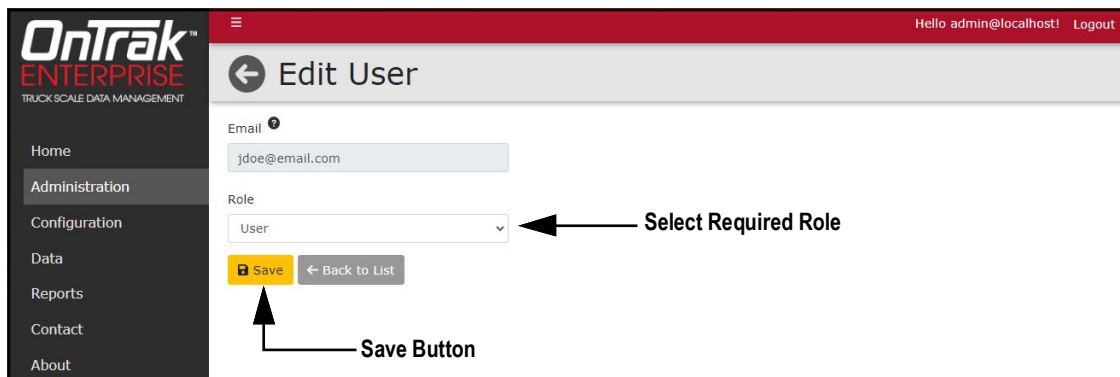 OnTrak™
ENTERPRISE
TRUCK SCALE DATA MANAGEMENT
Home
Administration
Configuration
Data
Reports
Contact
About
Hello admin@localhost! Logout
Edit User
Email
jdoe@email.com
Role
User
Select Required Role
Save
Back to List
Save Button